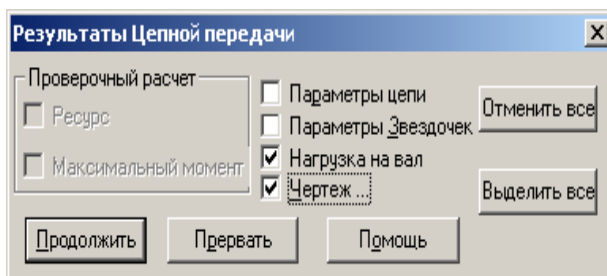 Результаты Цепной передачи
Проверочный расчет
Ресурс
Максимальный момент
Параметры цепи
Параметры Звездочек
Нагрузка на вал
Чертеж ...
Отменить все
Выделить все
Продолжить
Прервать
Помощь